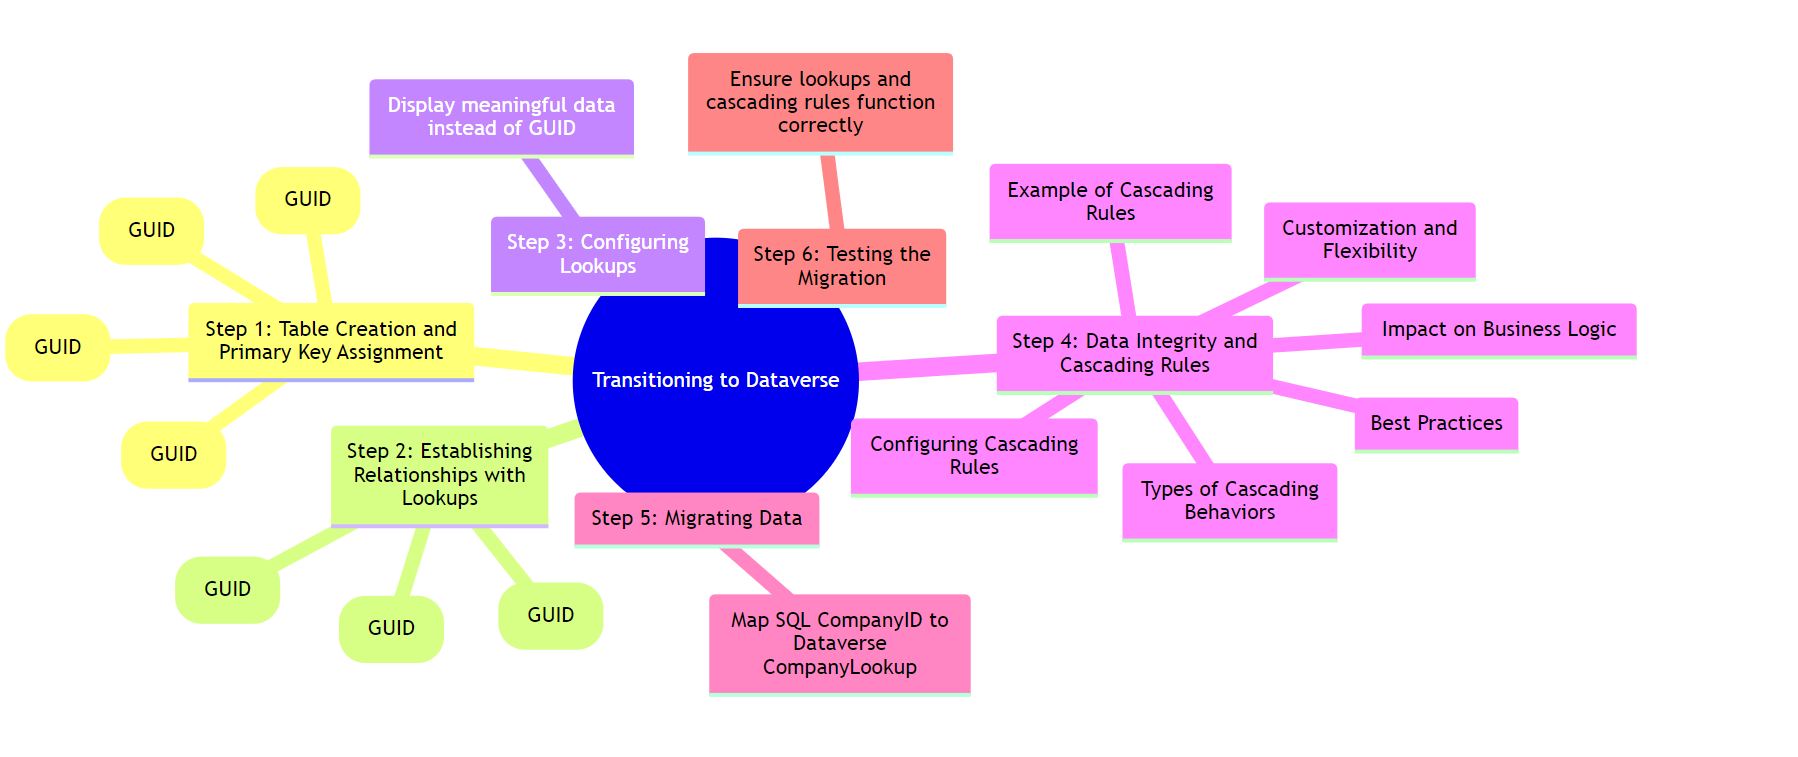 Transitioning to Dataverse
Step 1: Table Creation and
Primary Key Assignment
GUID
GUID
GUID
GUID
Step 2: Establishing
Relationships with
Lookups
GUID
GUID
GUID
Step 3: Configuring
Lookups
Display meaningful data
instead of GUID
Step 4: Data Integrity and
Cascading Rules
Example of Cascading
Rules
Customization and
Flexibility
Impact on Business Logic
Best Practices
Types of Cascading
Behaviors
Configuring Cascading
Rules
Step 5: Migrating Data
Map SQL CompanyID to
Dataverse
CompanyLookup
Step 6: Testing the
Migration
Ensure lookups and
cascading rules function
correctly